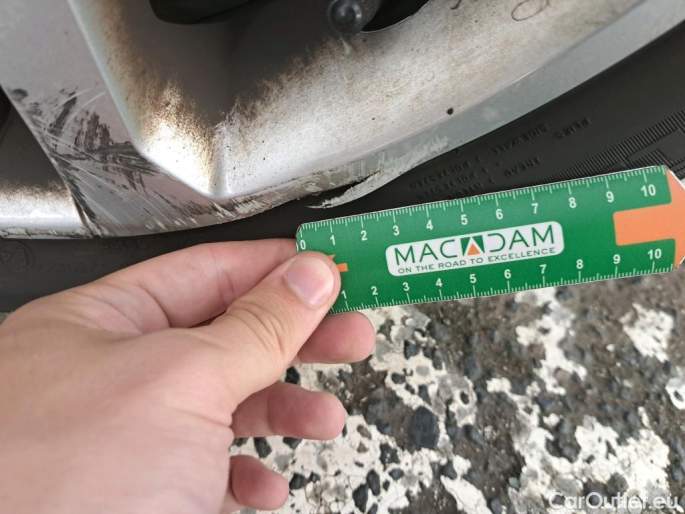 0 1 2 3 4 5 6 7 8 9 10
MACADAM
ON THE ROAD TO EXCELLENCE
1 2 3 4 5 6 7 8 9 10
CarOutlet.eu